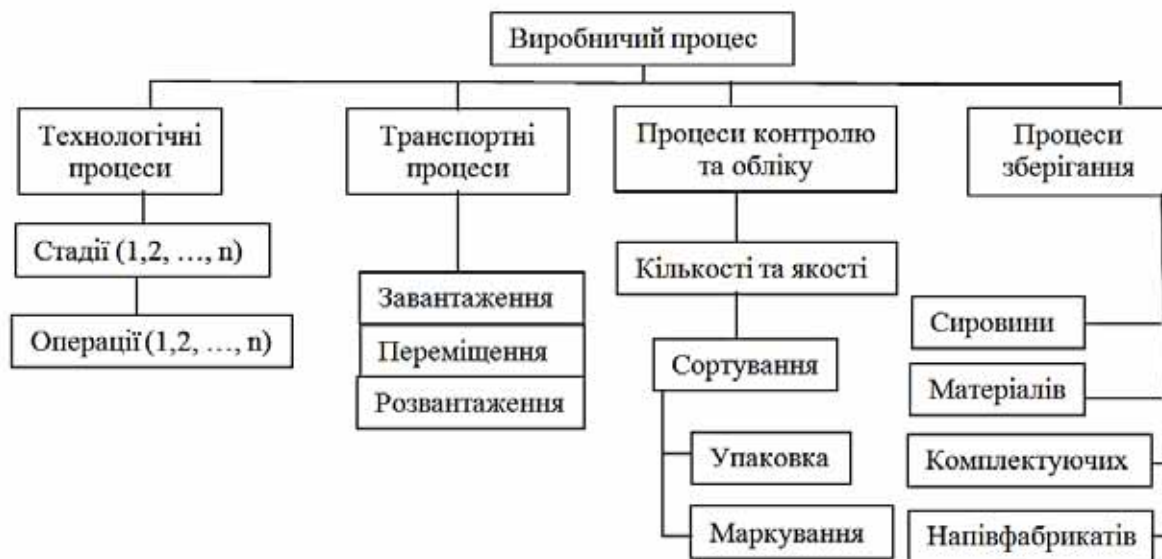 Виробничий процес
Технологічні
процеси
Стадії (1,2, ..., n)
Операції (1,2, ..., n)
Транспортні
процеси
Завантаження
Переміщення
Розвантаження
Процеси контролю
та обліку
Кількості та якості
Сортування
Упаковка
Маркування
Процеси
зберігання
Сировини
Матеріалів
Комплектуючих
Напівфабрикатів